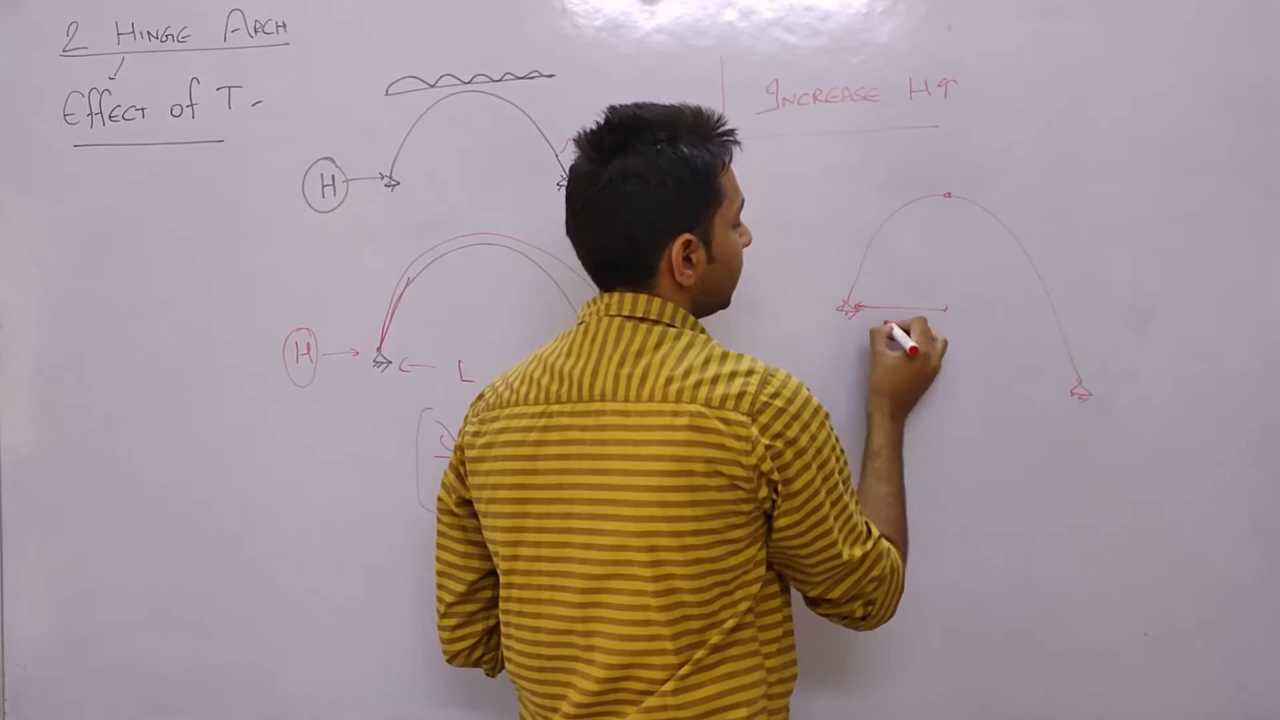 2 HINGE ARCH
Effect of T.
INCREASE H↑
H
H
L